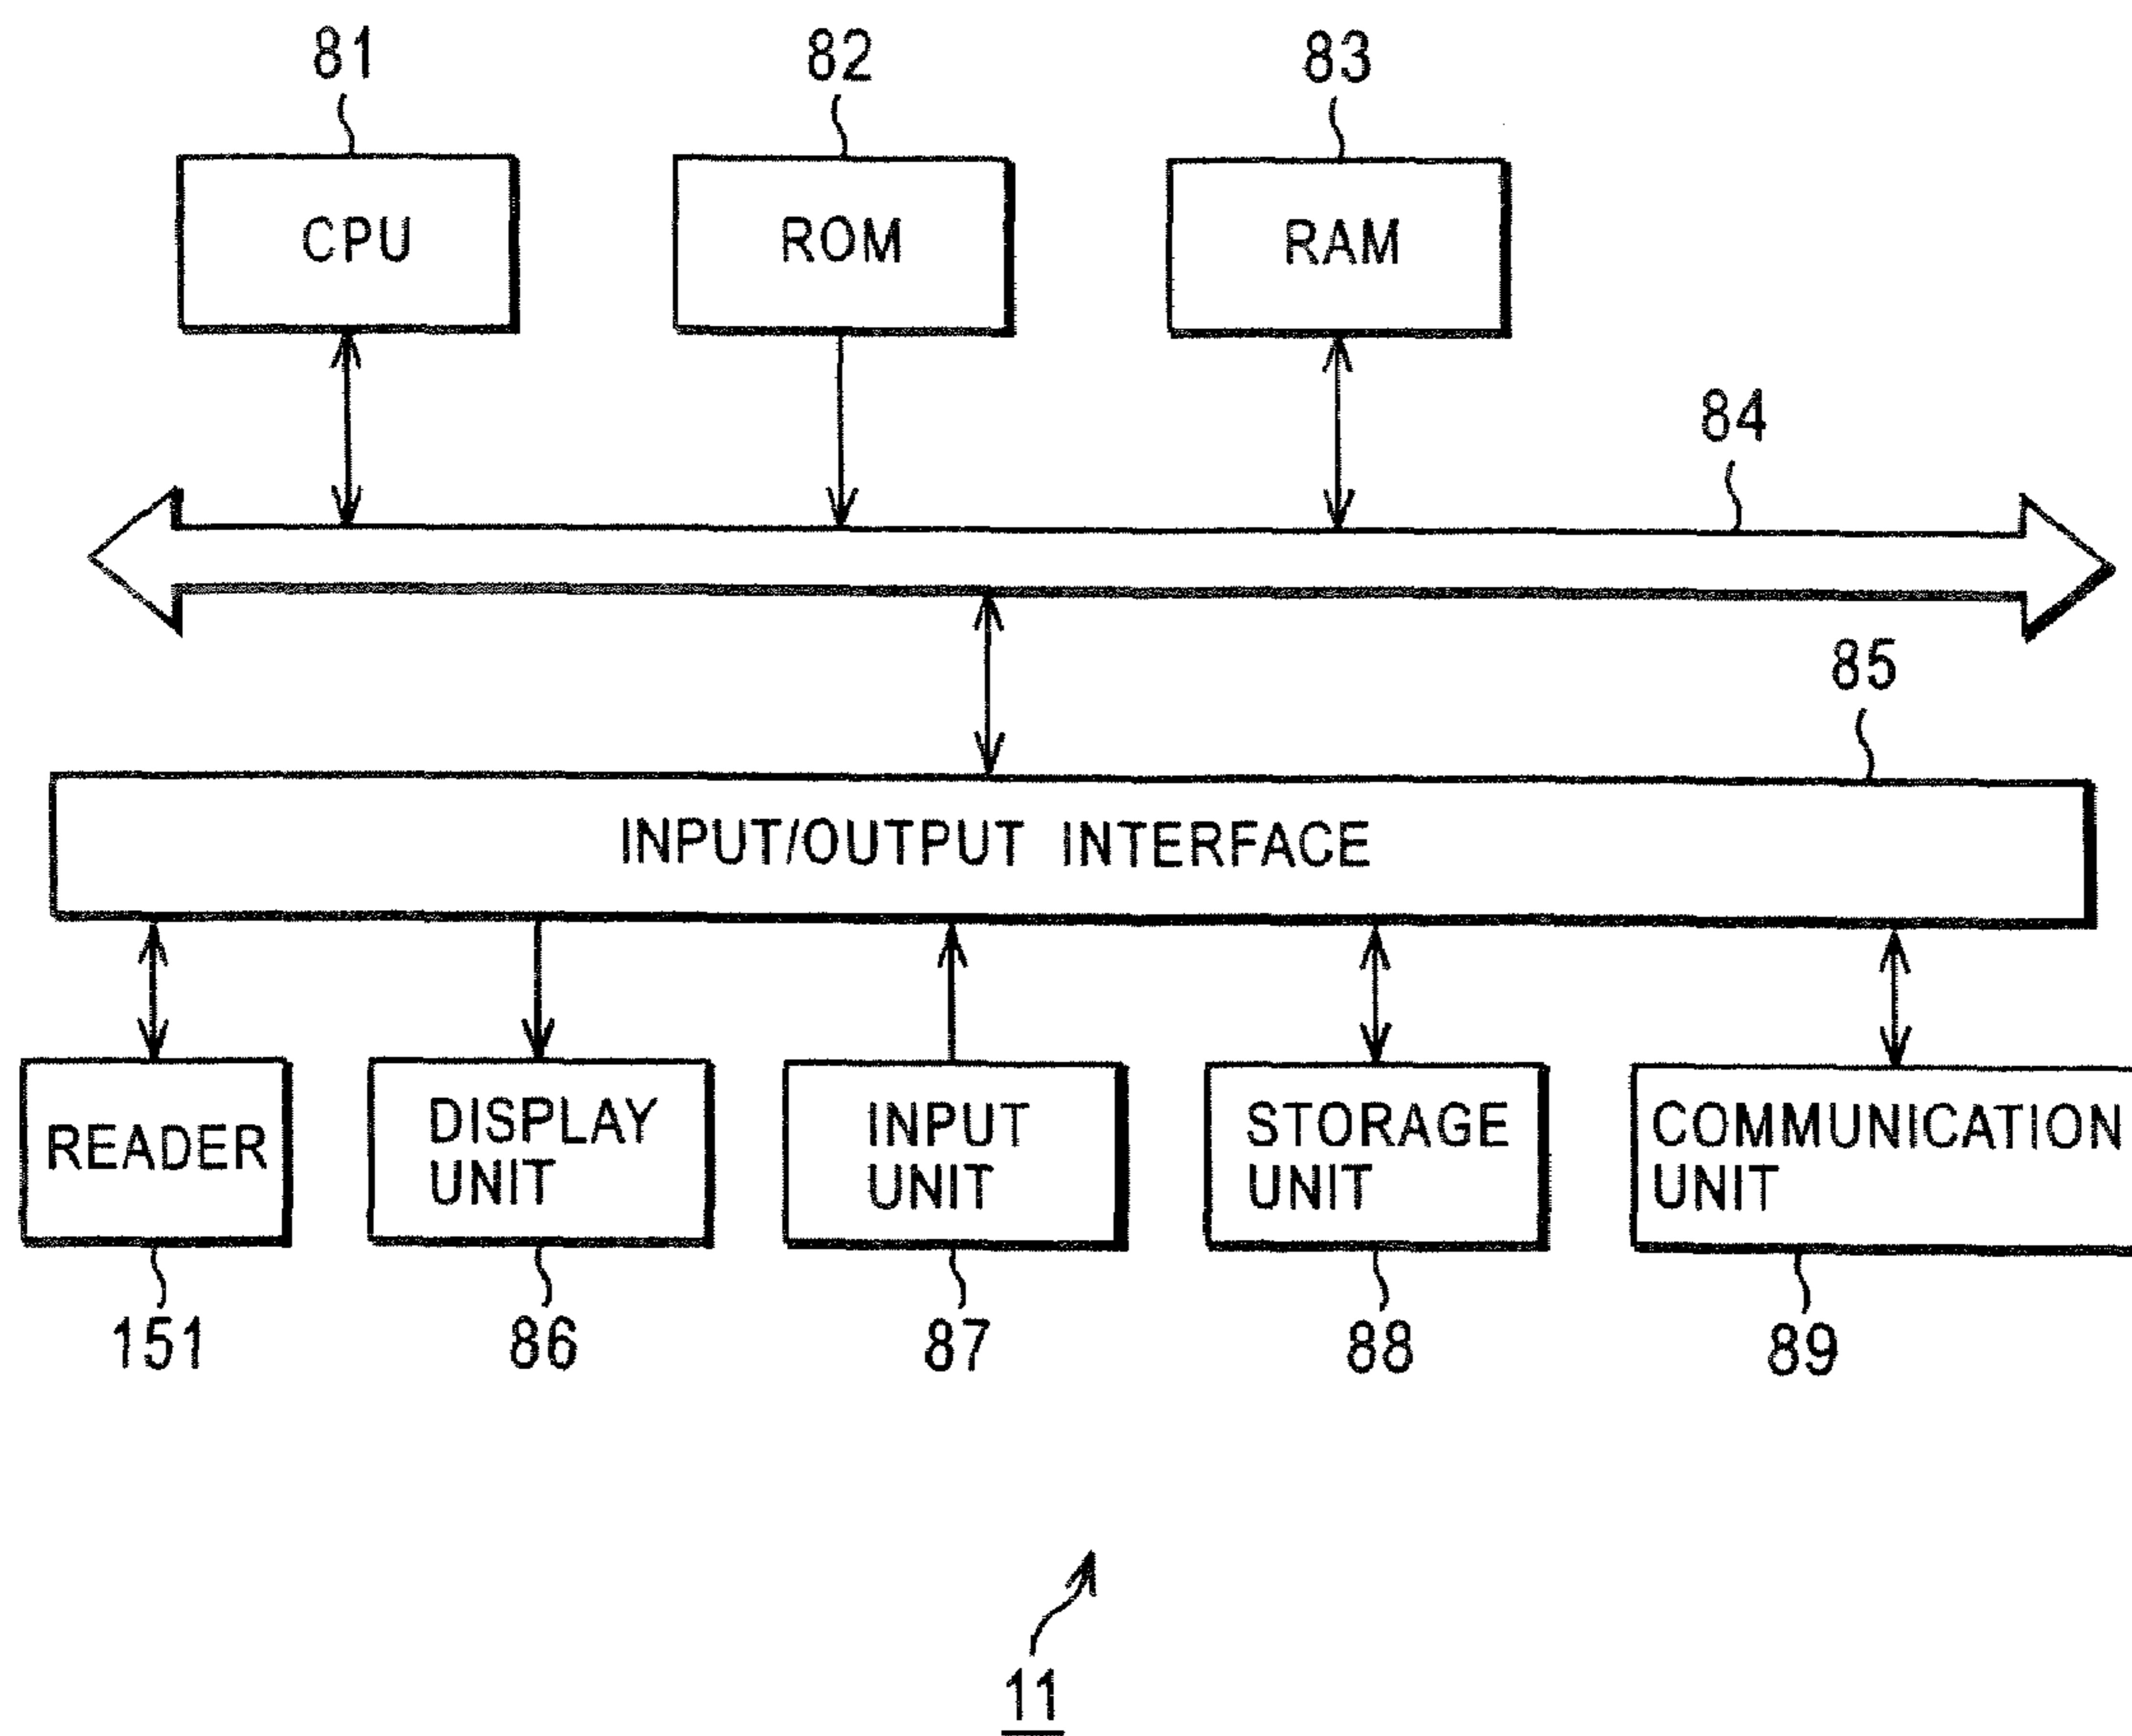 81
82
83
CPU
ROM
RAM
84
85
INPUT/OUTPUT INTERFACE
READER
DISPLAY
UNIT
INPUT
UNIT
STORAGE
UNIT
COMMUNICATION
UNIT
151
86
87
88
89
11